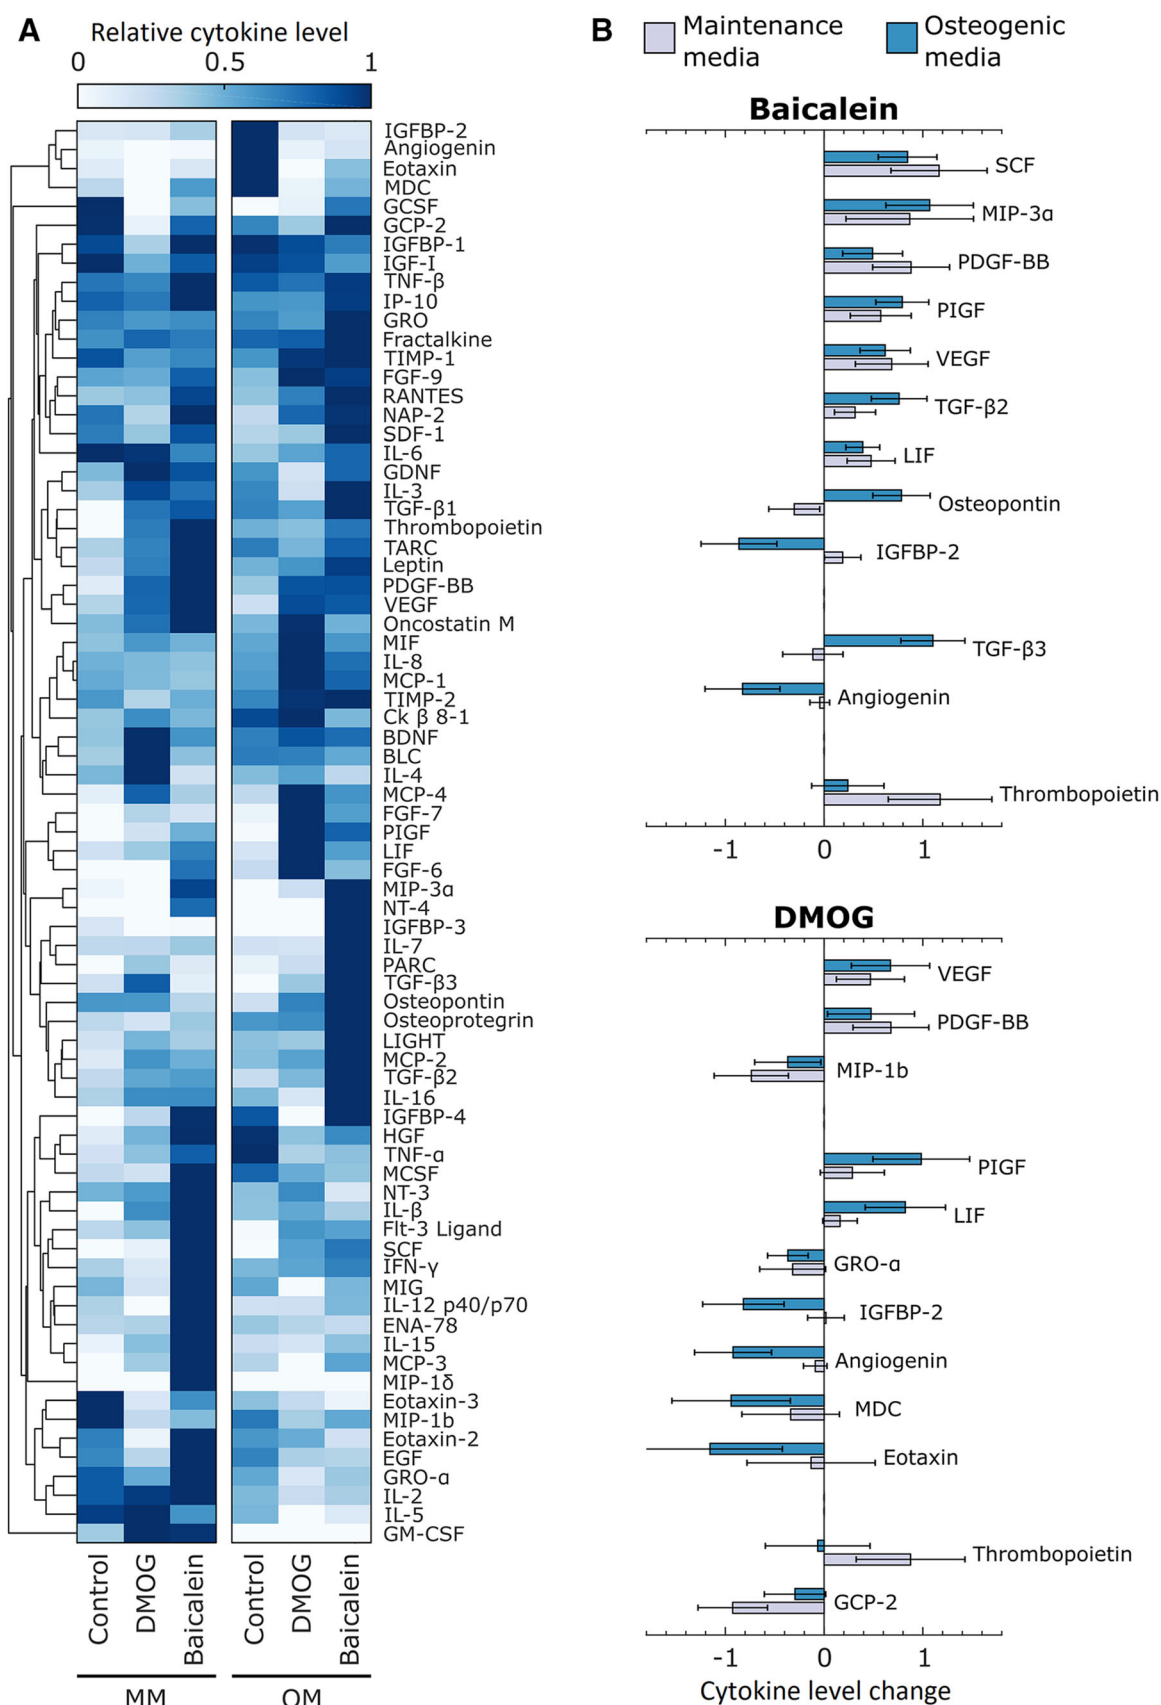 A
Relative cytokine level
0 0.5 1
IGFBP-2
Angiogenin
Eotaxin
MDC
GCSF
GCP-2
IGFBP-1
IGF-I
TNF-β
IP-10
GRO
Fractalkine
TIMP-1
FGF-9
RANTES
NAP-2
SDF-1
IL-6
GDNF
IL-3
TGF-β1
Thrombopoietin
TARC
Leptin
PDGF-BB
VEGF
Oncostatin M
MIF
IL-8
MCP-1
TIMP-2
Ck β 8-1
BDNF
BLC
IL-4
MCP-4
FGF-7
PIGF
LIF
FGF-6
MIP-3α
NT-4
IGFBP-3
IL-7
PARC
TGF-β3
Osteopontin
Osteoprotegrin
LIGHT
MCP-2
TGF-β2
IL-16
IGFBP-4
HGF
TNF-α
MCSF
NT-3
IL-β
Flt-3 Ligand
SCF
IFN-γ
MIG
IL-12 p40/p70
ENA-78
IL-15
MCP-3
MIP-1δ
Eotaxin-3
MIP-1b
Eotaxin-2
EGF
GRO-α
IL-2
IL-5
GM-CSF
Control DMOG Baicalein Control DMOG Baicalein
MM OM
B
Maintenance media
Osteogenic media
Baicalein
SCF
MIP-3α
PDGF-BB
PIGF
VEGF
TGF-β2
LIF
Osteopontin
IGFBP-2
TGF-β3
Angiogenin
Thrombopoietin
-1 0 1
DMOG
VEGF
PDGF-BB
MIP-1b
PIGF
LIF
GRO-α
IGFBP-2
Angiogenin
MDC
Eotaxin
Thrombopoietin
GCP-2
-1 0 1
Cytokine level change